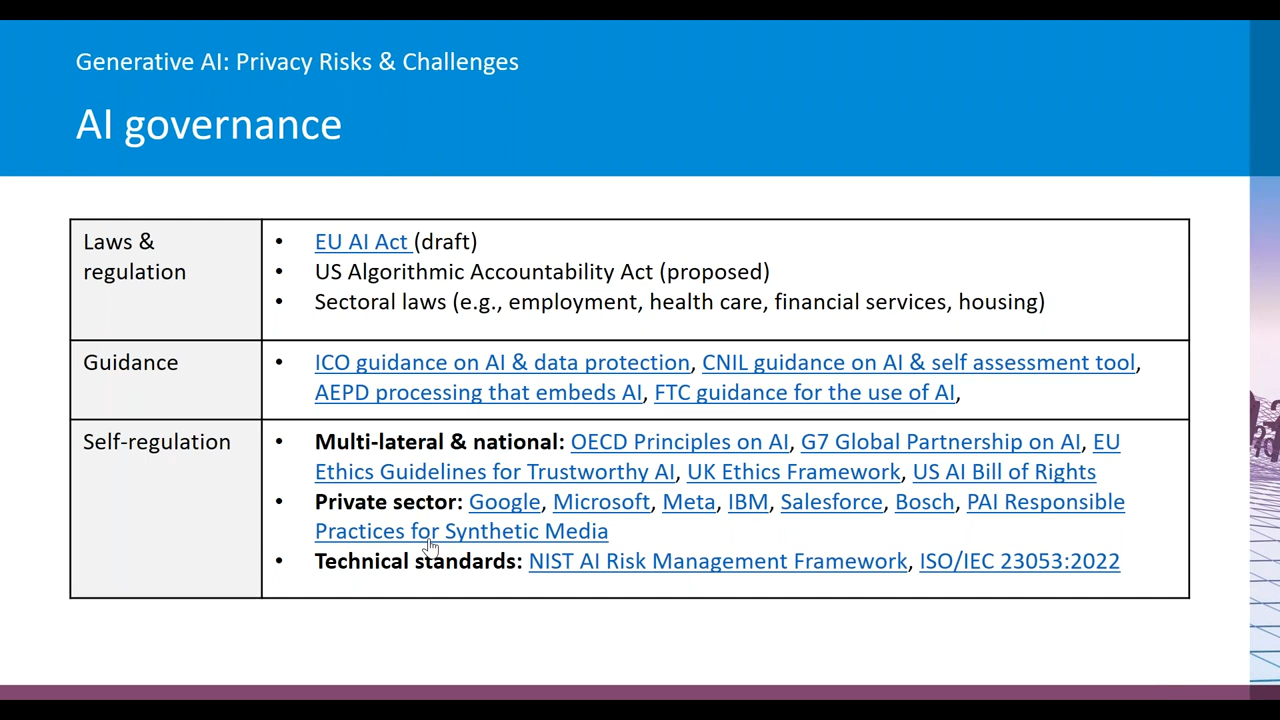 Generative AI: Privacy Risks & Challenges
AI governance
Laws &
regulation
• EU AI Act (draft)
• US Algorithmic Accountability Act (proposed)
• Sectoral laws (e.g., employment, health care, financial services, housing)
Guidance
• ICO guidance on AI & data protection, CNIL guidance on AI & self assessment tool,
AEPD processing that embeds AI, FTC guidance for the use of AI,
Self-regulation
• Multi-lateral & national: OECD Principles on AI, G7 Global Partnership on AI, EU
Ethics Guidelines for Trustworthy AI, UK Ethics Framework, US AI Bill of Rights
• Private sector: Google, Microsoft, Meta, IBM, Salesforce, Bosch, PAI Responsible
Practices for Synthetic Media
• Technical standards: NIST AI Risk Management Framework, ISO/IEC 23053:2022